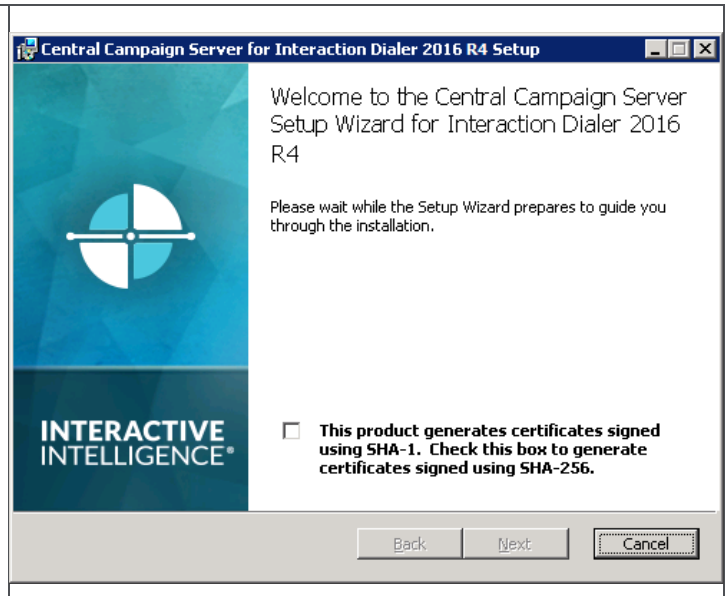 Central Campaign Server for Interaction Dialer 2016 R4 Setup
Welcome to the Central Campaign Server
Setup Wizard for Interaction Dialer 2016
R4
Please wait while the Setup Wizard prepares to guide you
through the installation.
INTERACTIVE
INTELLIGENCE®
This product generates certificates signed
using SHA-1. Check this box to generate
certificates signed using SHA-256.
Back Next Cancel